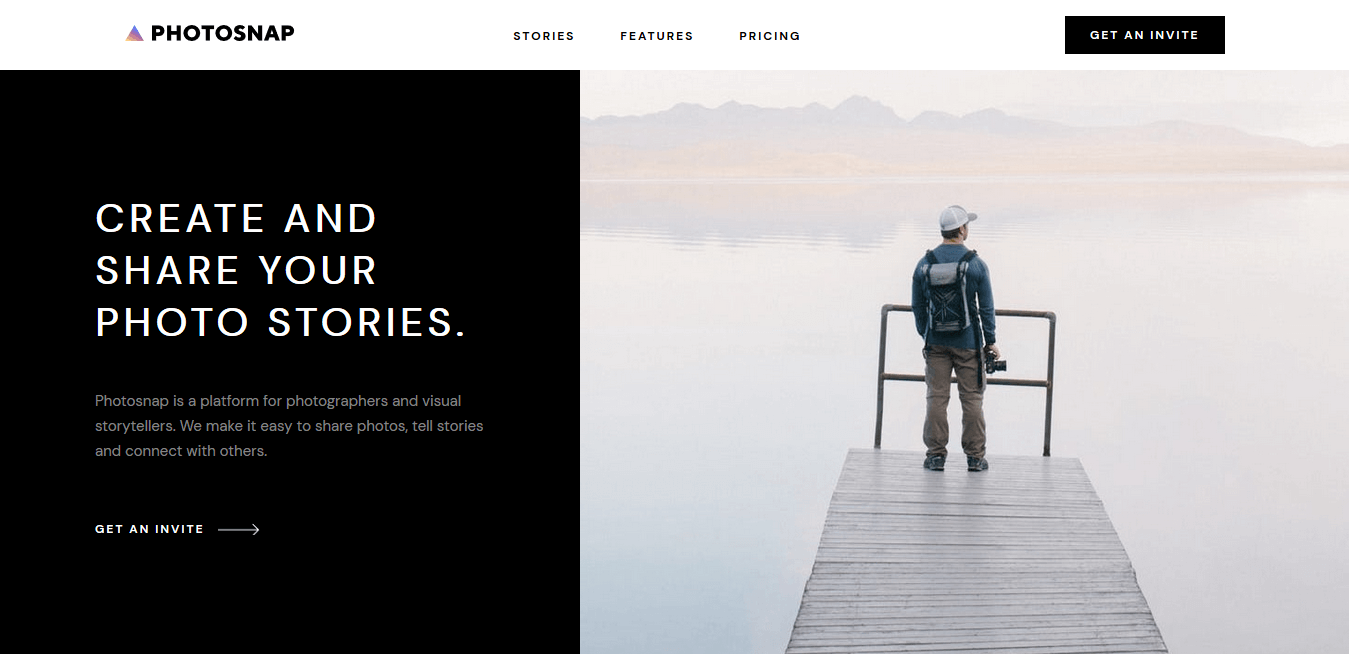 PHOTOSNAP
STORIES FEATURES PRICING
GET AN INVITE
CREATE AND
SHARE YOUR
PHOTO STORIES.
Photosnap is a platform for photographers and visual
storytellers. We make it easy to share photos, tell stories
and connect with others.
GET AN INVITE